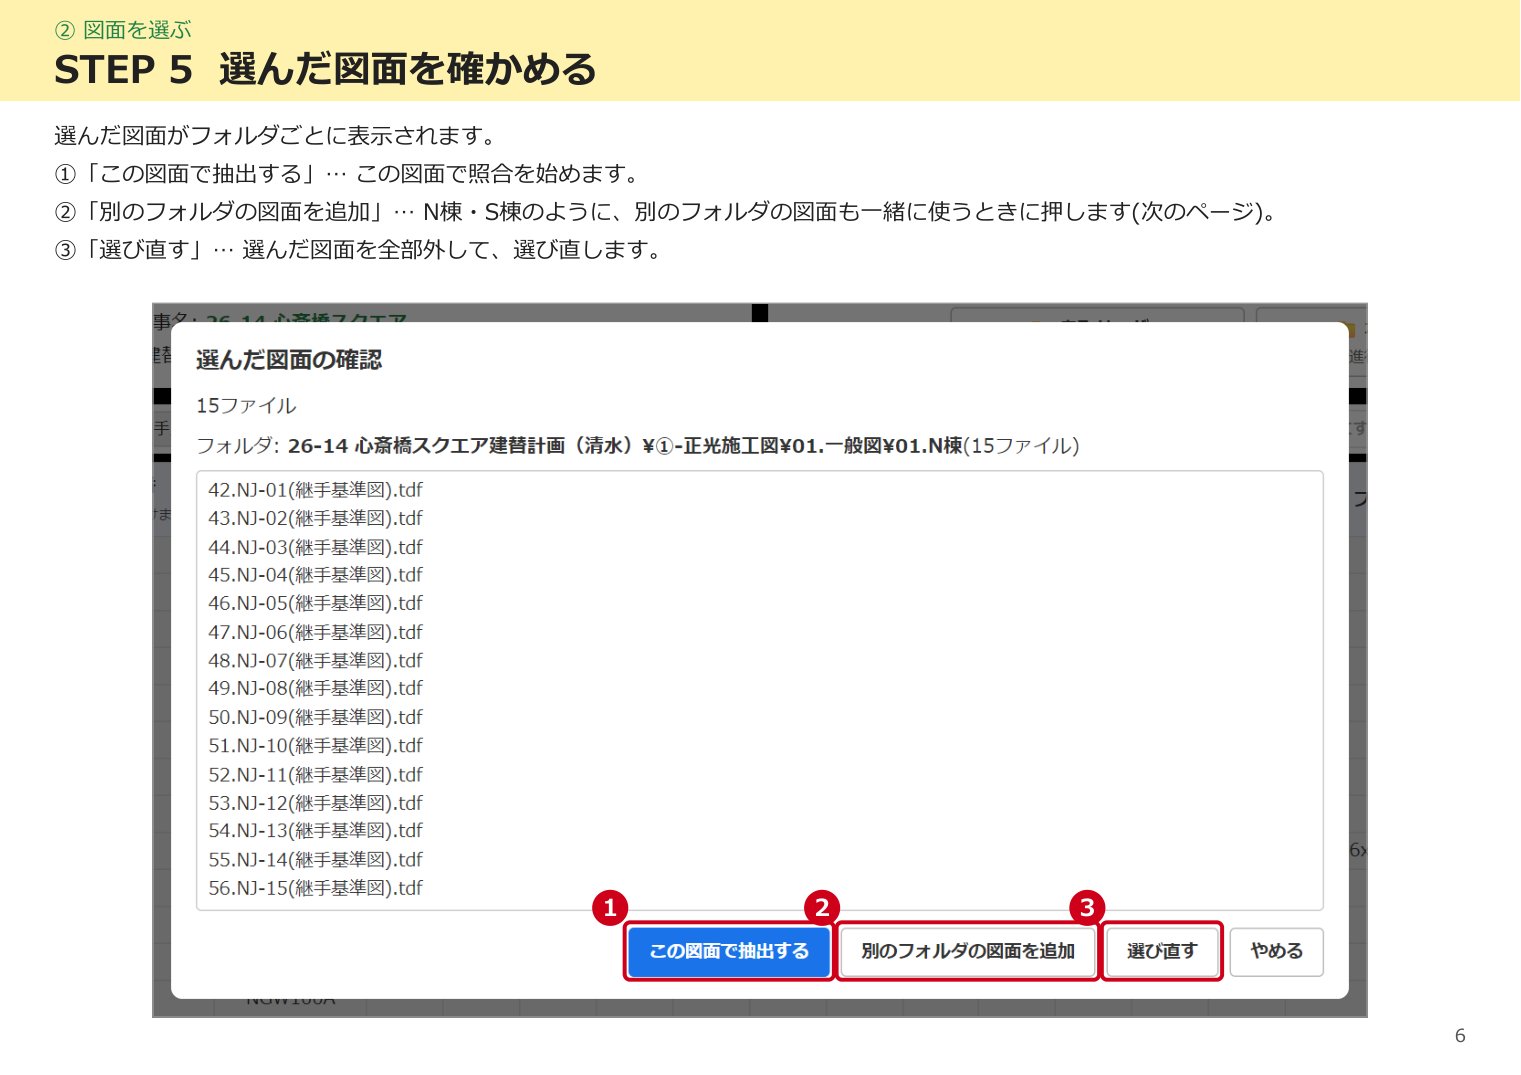 ② 図面を選ぶ
STEP 5 選んだ図面を確かめる
選んだ図面がフォルダごとに表示されます。
①「この図面で抽出する」… この図面で照合を始めます。
②「別のフォルダの図面を追加」… N棟・S棟のように、別のフォルダの図面も一緒に使うときに押します(次のページ)。
③「選び直す」… 選んだ図面を全部外して、選び直します。
事名: 26-14 心斎橋スクエア
建替
選んだ図面の確認
15ファイル
フォルダ: 26-14 心斎橋スクエア建替計画（清水）¥①-正光施工図¥01.一般図¥01.N棟(15ファイル)
手
42.NJ-01(継手基準図).tdf
43.NJ-02(継手基準図).tdf
44.NJ-03(継手基準図).tdf
45.NJ-04(継手基準図).tdf
46.NJ-05(継手基準図).tdf
47.NJ-06(継手基準図).tdf
48.NJ-07(継手基準図).tdf
49.NJ-08(継手基準図).tdf
50.NJ-09(継手基準図).tdf
51.NJ-10(継手基準図).tdf
52.NJ-11(継手基準図).tdf
53.NJ-12(継手基準図).tdf
54.NJ-13(継手基準図).tdf
55.NJ-14(継手基準図).tdf
56.NJ-15(継手基準図).tdf
1 2 3
この図面で抽出する 別のフォルダの図面を追加 選び直す やめる
NGW100A
6